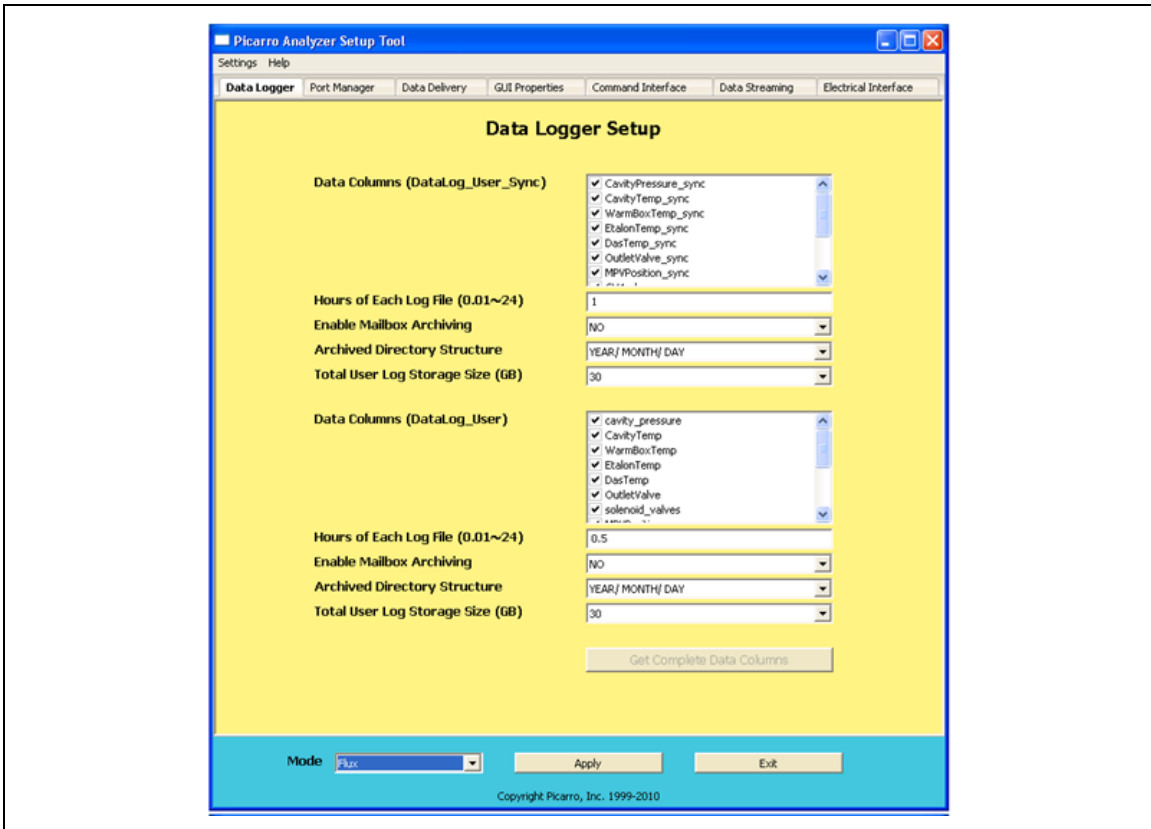 Picarro Analyzer Setup Tool
Settings Help
Data Logger Port Manager Data Delivery GUI Properties Command Interface Data Streaming Electrical Interface
Data Logger Setup
Data Columns (DataLog_User_Sync)
CavityPressure_sync
CavityTemp_sync
WarmBoxTemp_sync
EtalonTemp_sync
DasTemp_sync
OutletValve_sync
MPVPosition_sync
Hours of Each Log File (0.01~24) 1
Enable Mailbox Archiving NO
Archived Directory Structure YEAR/ MONTH/ DAY
Total User Log Storage Size (GB) 30
Data Columns (DataLog_User)
cavity_pressure
CavityTemp
WarmBoxTemp
EtalonTemp
DasTemp
OutletValve
solenoid_valves
Hours of Each Log File (0.01~24) 0.5
Enable Mailbox Archiving NO
Archived Directory Structure YEAR/ MONTH/ DAY
Total User Log Storage Size (GB) 30
Get Complete Data Columns
Mode Flux Apply Exit
Copyright Picarro, Inc. 1999-2010